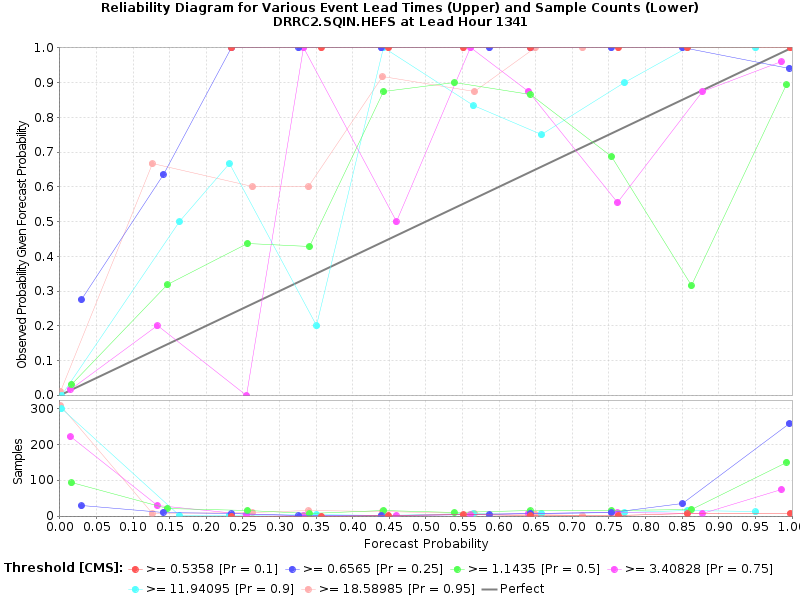 Reliability Diagram for Various Event Lead Times (Upper) and Sample Counts (Lower)
DRRC2.SQIN.HEFS at Lead Hour 1341
Observed Probability Given Forecast Probability
1.0
0.9
0.8
0.7
0.6
0.5
0.4
0.3
0.2
0.1
0.0
Samples
300
200
100
0
0.00 0.05 0.10 0.15 0.20 0.25 0.30 0.35 0.40 0.45 0.50 0.55 0.60 0.65 0.70 0.75 0.80 0.85 0.90 0.95 1.0
Forecast Probability
Threshold [CMS]: >= 0.5358 [Pr = 0.1] >= 0.6565 [Pr = 0.25] >= 1.1435 [Pr = 0.5] >= 3.40828 [Pr = 0.75]
>= 11.94095 [Pr = 0.9] >= 18.58985 [Pr = 0.95] Perfect